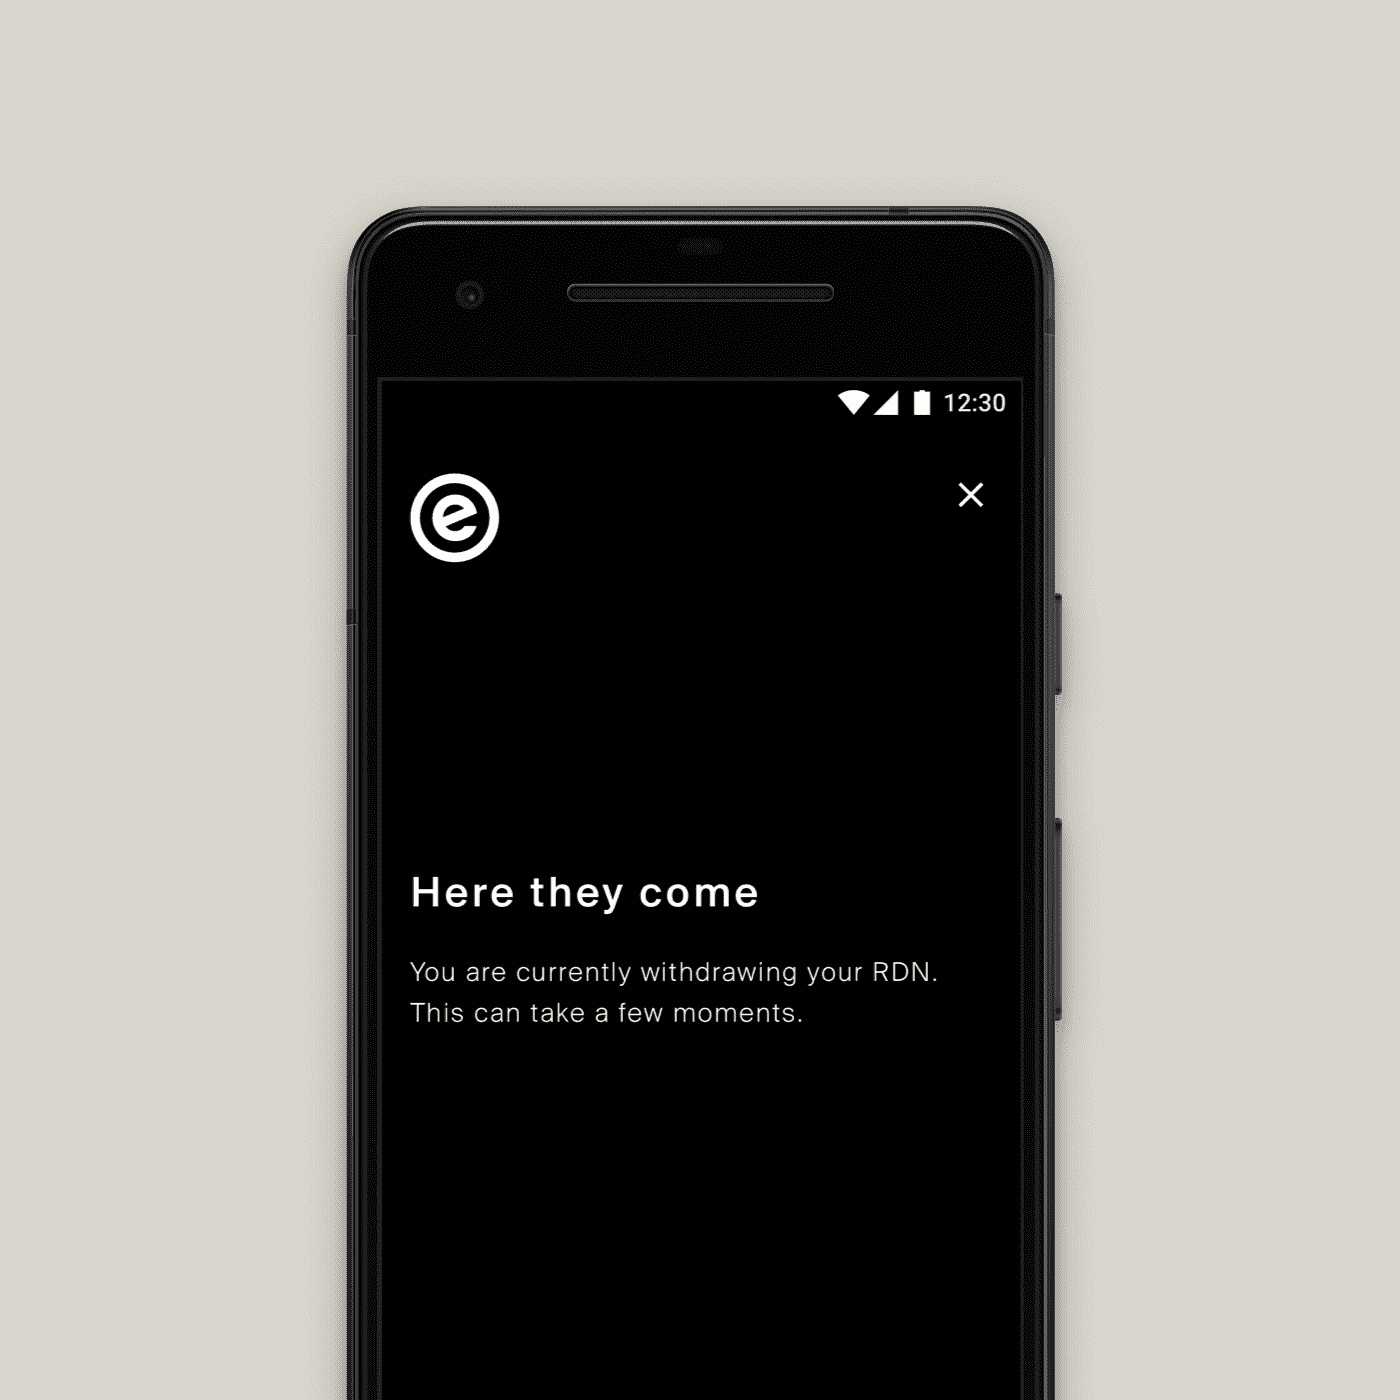 12:30
e
Here they come
You are currently withdrawing your RDN.
This can take a few moments.